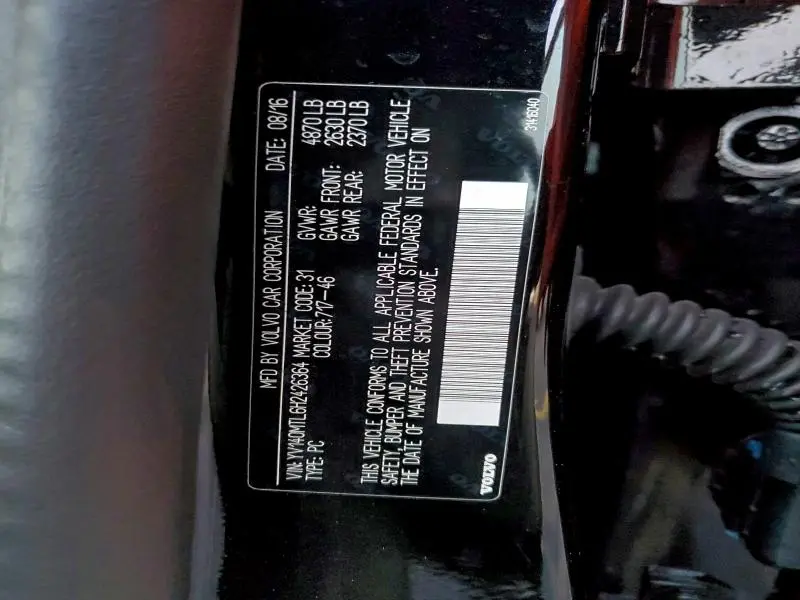 MFD BY VOLVO CAR CORPORATION DATE: 08/16
VIN: YV140MTL6H2426364 MARKET CODE: 31 GVWR: 4870 LB
TYPE: PC COLOUR: 717-46 GAWR FRONT: 2630 LB
GAWR REAR: 2370 LB
THIS VEHICLE CONFORMS TO ALL APPLICABLE FEDERAL MOTOR VEHICLE
SAFETY, BUMPER AND THEFT PREVENTION STANDARDS IN EFFECT ON
THE DATE OF MANUFACTURE SHOWN ABOVE.
VOLVO
31416040